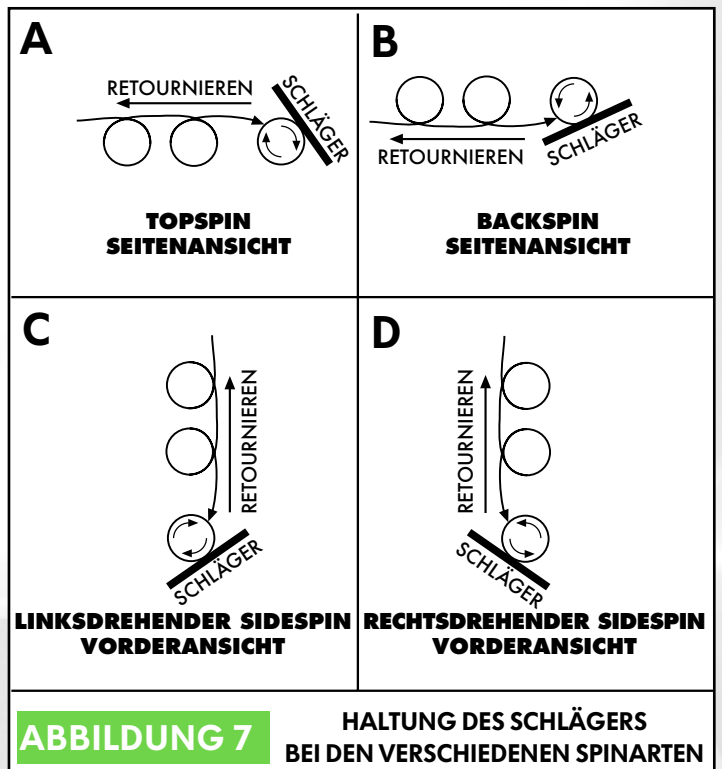 A
RETOURNIEREN
SCHLÄGER
TOPSPIN
SEITENANSICHT
B
RETOURNIEREN
SCHLÄGER
BACKSPIN
SEITENANSICHT
C
RETOURNIEREN
SCHLÄGER
LINKSDREHENDER SIDESPIN
VORDERANSICHT
D
RETOURNIEREN
SCHLÄGER
RECHTSDREHENDER SIDESPIN
VORDERANSICHT
ABBILDUNG 7
HALTUNG DES SCHLÄGERS
BEI DEN VERSCHIEDENEN SPINARTEN